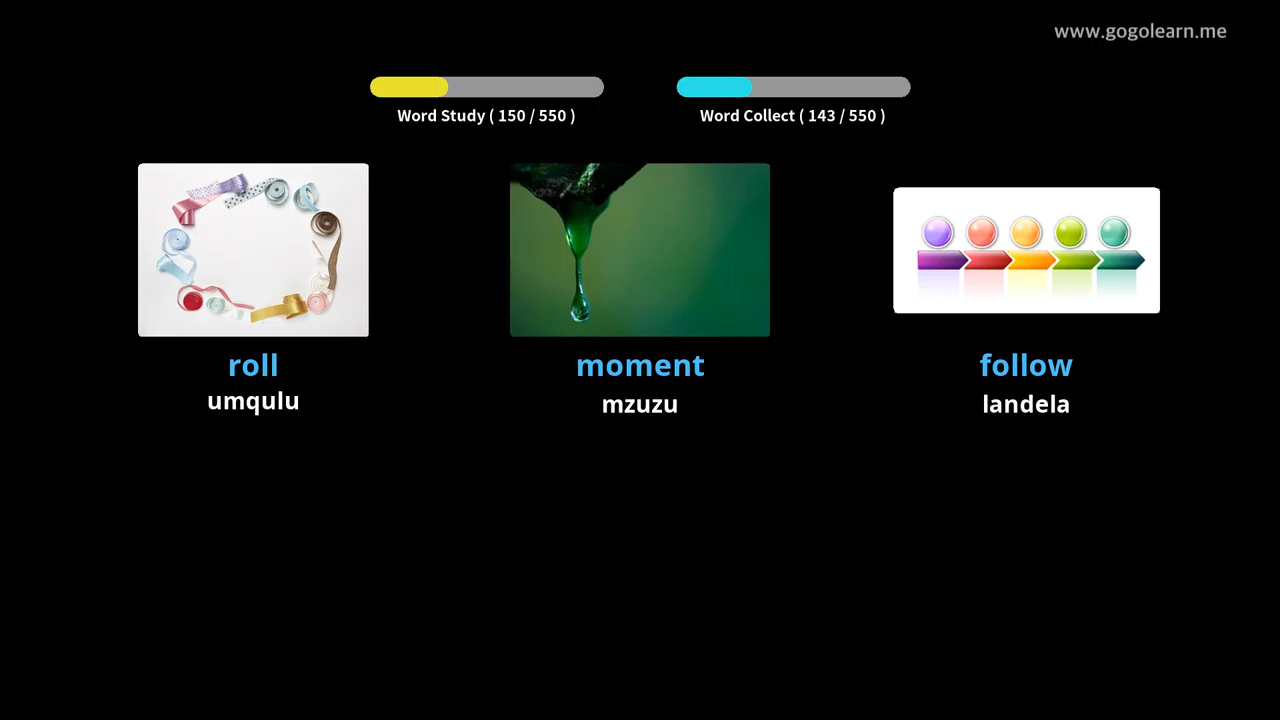 www.gogolearn.me
Word Study ( 150 / 550 )
Word Collect ( 143 / 550 )
roll
umqulu
moment
mzuzu
follow
landela